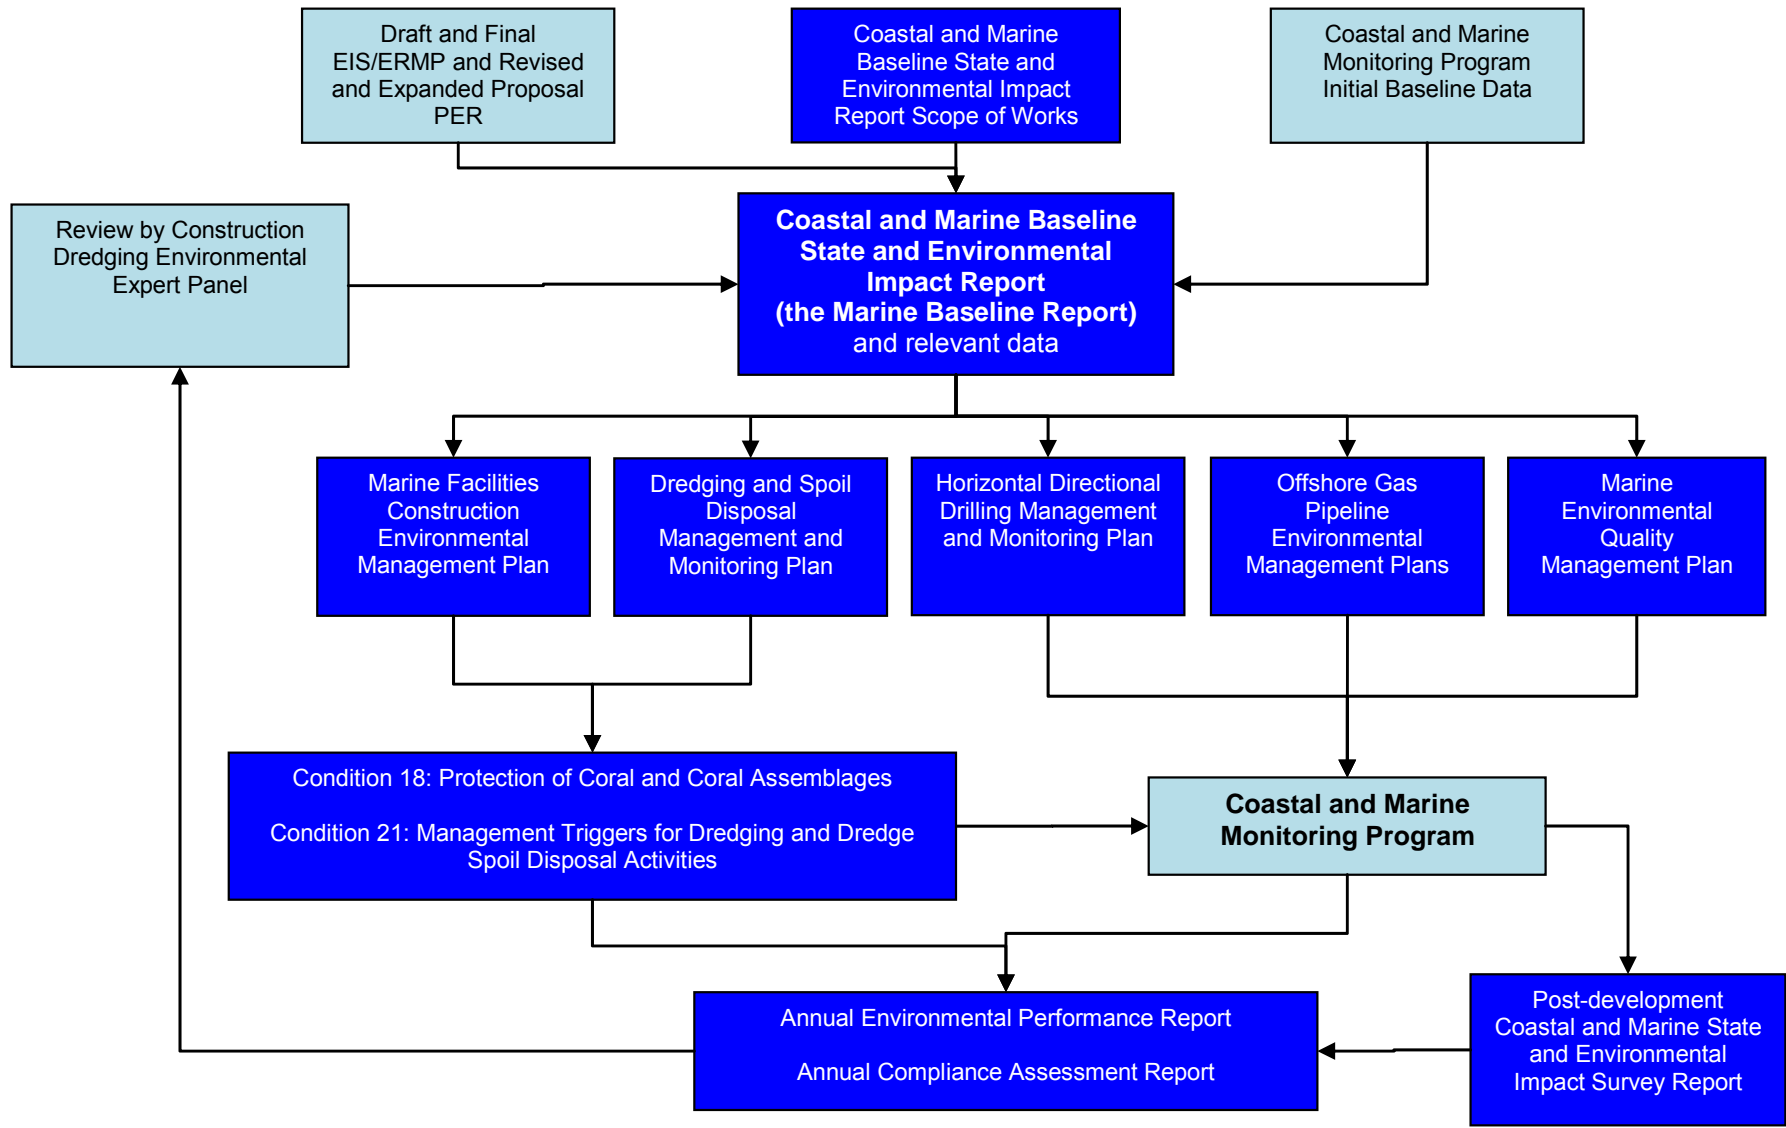 Draft and Final
EIS/ERMP and Revised
and Expanded Proposal
PER
Coastal and Marine
Baseline State and
Environmental Impact
Report Scope of Works
Coastal and Marine
Monitoring Program
Initial Baseline Data
Review by Construction
Dredging Environmental
Expert Panel
Coastal and Marine Baseline
State and Environmental
Impact Report
(the Marine Baseline Report)
and relevant data
Marine Facilities
Construction
Environmental
Management Plan
Dredging and Spoil
Disposal
Management and
Monitoring Plan
Horizontal Directional
Drilling Management
and Monitoring Plan
Offshore Gas
Pipeline
Environmental
Management Plans
Marine
Environmental
Quality
Management Plan
Condition 18: Protection of Coral and Coral Assemblages
Condition 21: Management Triggers for Dredging and Dredge
Spoil Disposal Activities
Coastal and Marine
Monitoring Program
Annual Environmental Performance Report
Annual Compliance Assessment Report
Post-development
Coastal and Marine State
and Environmental
Impact Survey Report